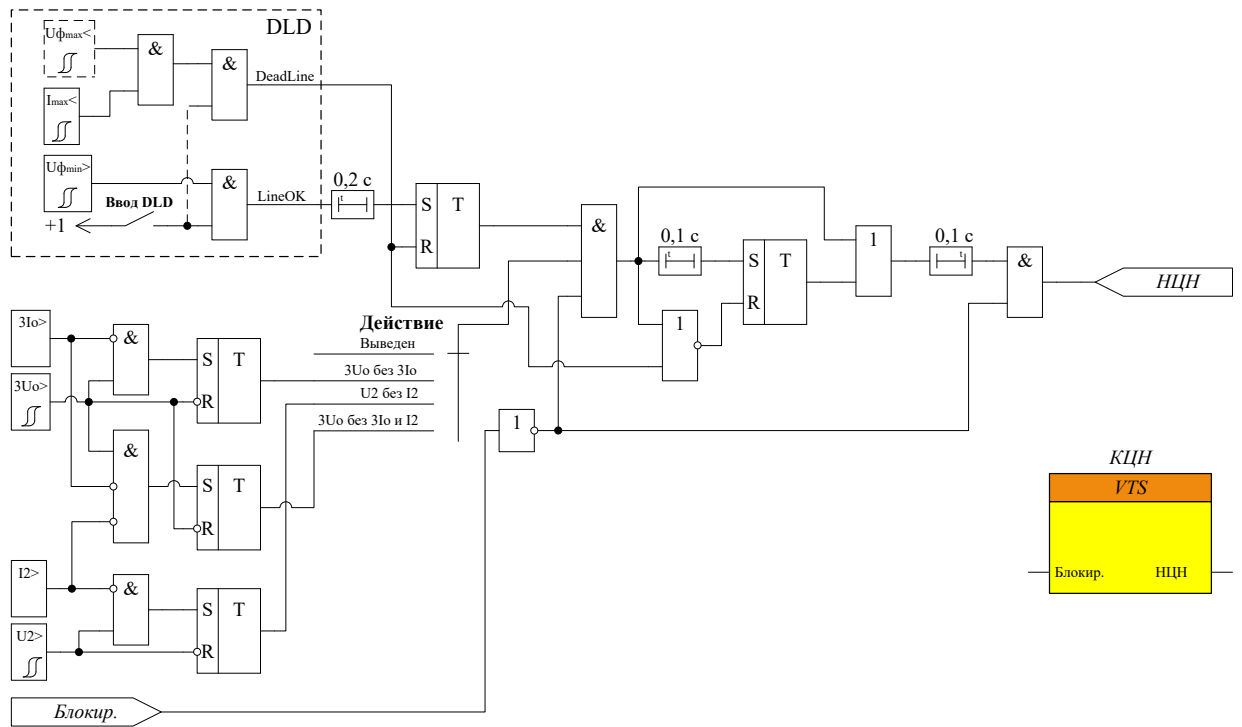 DLD
Uфmax<
&
&
DeadLine
Imax<
Uфmin>
&
LineOK
0,2 с
t
Ввод DLD
+1
S T
R
&
0,1 с
t
S T
R
1
1
0,1 с
t
&
НЦН
Действие
Выведен
3Uo без 3Io
U2 без I2
3Uo без 3Io и I2
3Io>
&
S T
R
3Uo>
&
S T
R
1
I2>
&
S T
R
U2>
Блокир.
КЦН
VTS
Блокир. НЦН